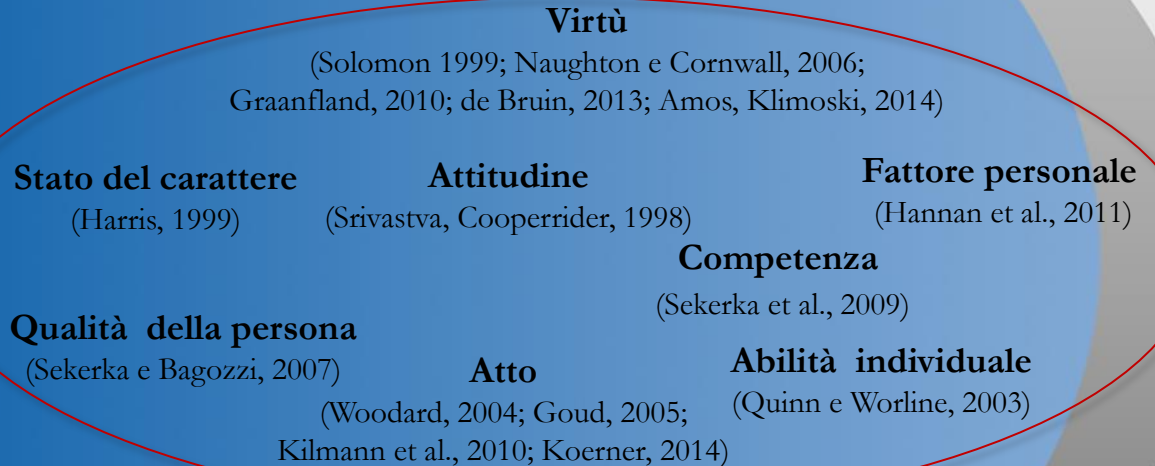 Virtù
(Solomon 1999; Naughton e Cornwall, 2006;
Graanfland, 2010; de Bruin, 2013; Amos, Klimoski, 2014)
Stato del carattere
(Harris, 1999)
Attitudine
(Srivastva, Cooperrider, 1998)
Fattore personale
(Hannan et al., 2011)
Competenza
(Sekerka et al., 2009)
Qualità della persona
(Sekerka e Bagozzi, 2007)
Atto
(Woodard, 2004; Goud, 2005;
Kilmann et al., 2010; Koerner, 2014)
Abilità individuale
(Quinn e Worline, 2003)